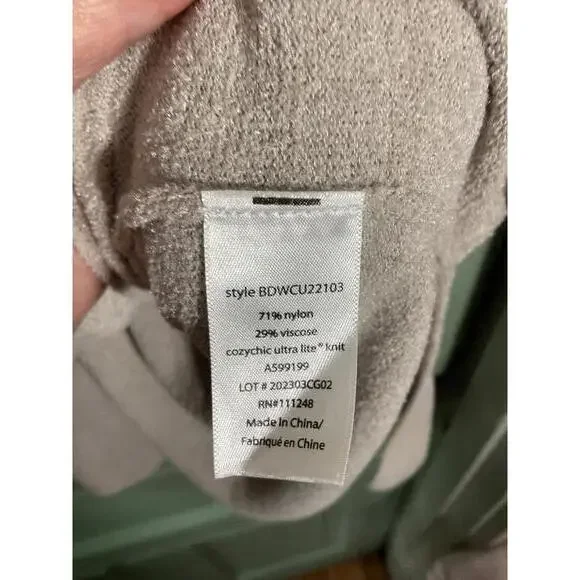 style BDWCU22103
71% nylon
29% viscose
cozychic ultra lite® knit
A599199
LOT # 202303CG02
RN#111248
Made in China/
Fabriqué en Chine